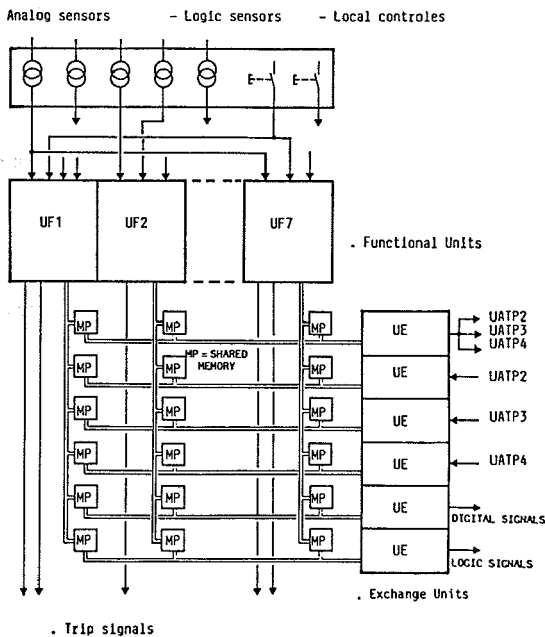 Analog sensors - Logic sensors - Local controles
UF1 UF2 UF7
. Functional Units
MP MP MP UE UATP2
UATP3
UATP4
MP MP MP UE UATP2
MP = SHARED
MEMORY
MP MP MP UE UATP3
MP MP MP UE UATP4
MP MP MP UE DIGITAL SIGNALS
MP MP MP UE LOGIC SIGNALS
. Exchange Units
. Trip signals